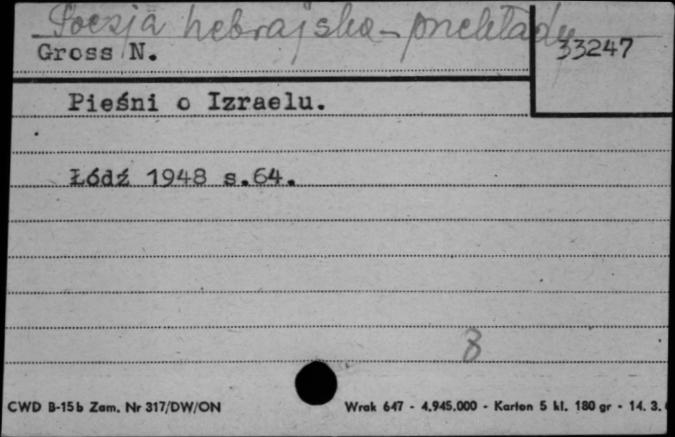 Poezja hebrajska - przekłady
Gross N.
33247
Pieśni o Izraelu.
Łódź 1948 s.64.
8
CWD B-15b Zam. Nr 317/DW/ON
Wrak 647 - 4.945.000 - Karton 5 kl. 180 gr - 14. 3.